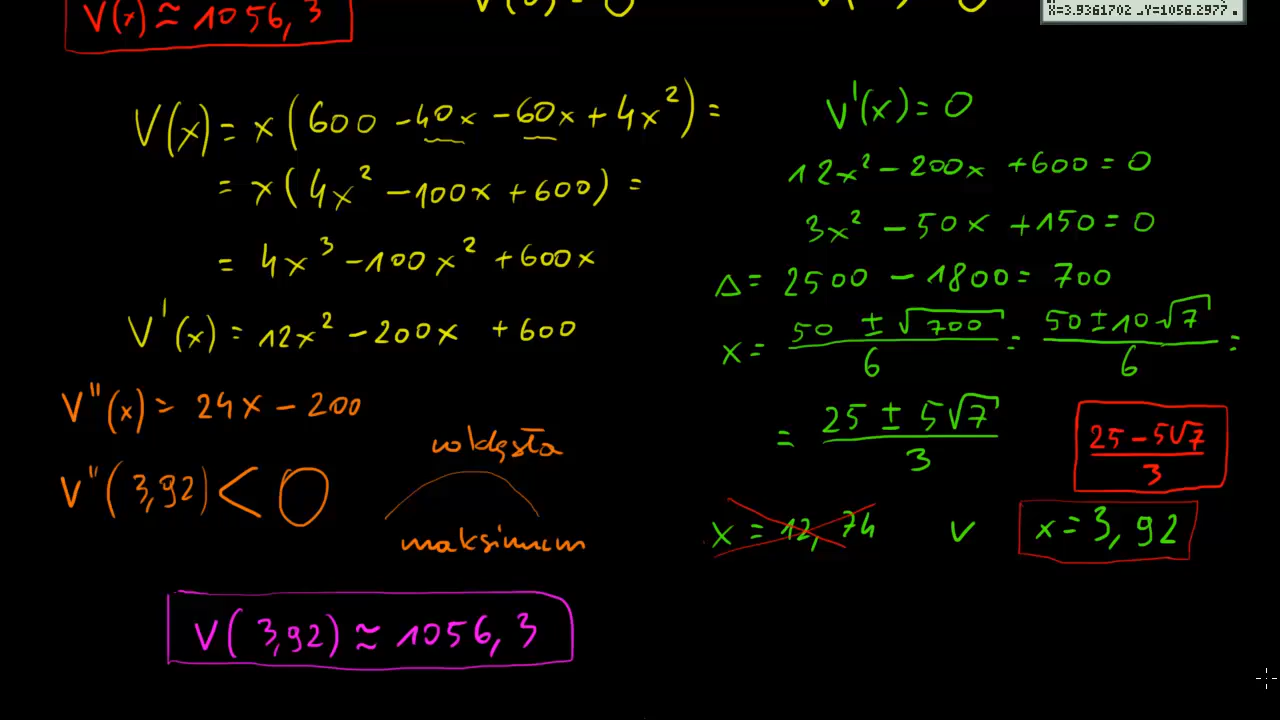 V(x) ≈ 1056,3
X=3.9361702 Y=1056.2977
V(x) = x(600 - 40x - 60x + 4x²) =
= x(4x² - 100x + 600) =
= 4x³ - 100x² + 600x
V'(x) = 12x² - 200x + 600
V''(x) = 24x - 200
V''(3,92) < 0
wklęsła
maksimum
V(3,92) ≈ 1056,3
V'(x) = 0
12x² - 200x + 600 = 0
3x² - 50x + 150 = 0
Δ = 2500 - 1800 = 700
x = (50 ± √700)/6 = (50 ± 10√7)/6 =
= (25 ± 5√7)/3
(25 - 5√7)/3
x = 12,74 v x = 3,92